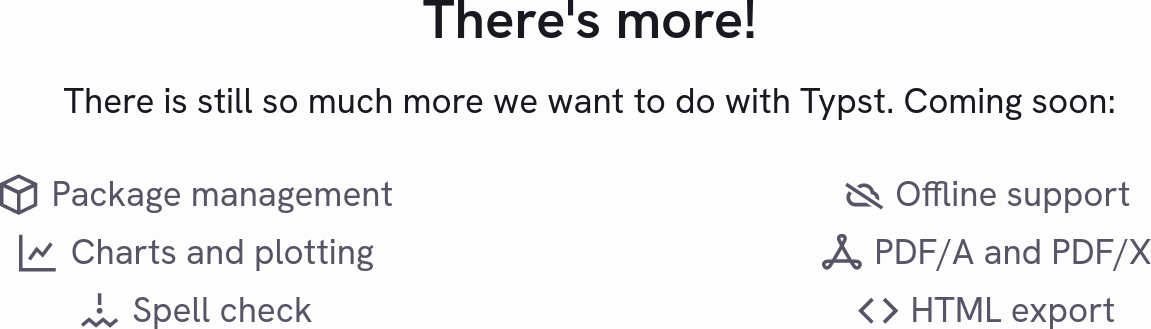 There's more!
There is still so much more we want to do with Typst. Coming soon:
Package management
Offline support
Charts and plotting
PDF/A and PDF/X
Spell check
HTML export